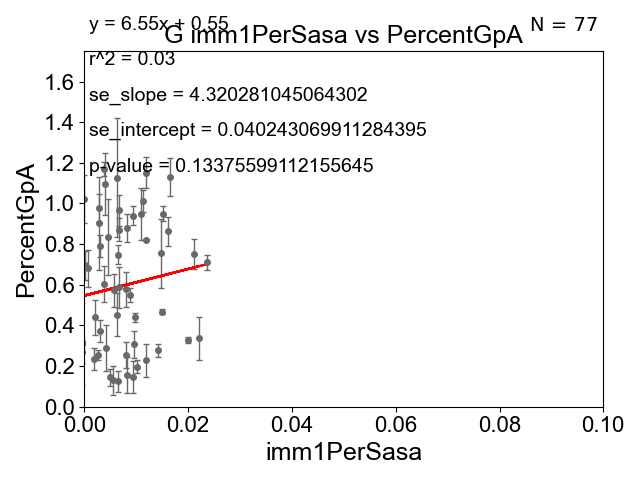 y = 6.55x + 0.55
N = 77
G imm1PerSasa vs PercentGpA
r^2 = 0.03
se_slope = 4.320281045064302
se_intercept = 0.040243069911284395
p-value = 0.13375599112155645
PercentGpA
1.6
1.4
1.2
1.0
0.8
0.6
0.4
0.2
0.0
0.00 0.02 0.04 0.06 0.08 0.10
imm1PerSasa